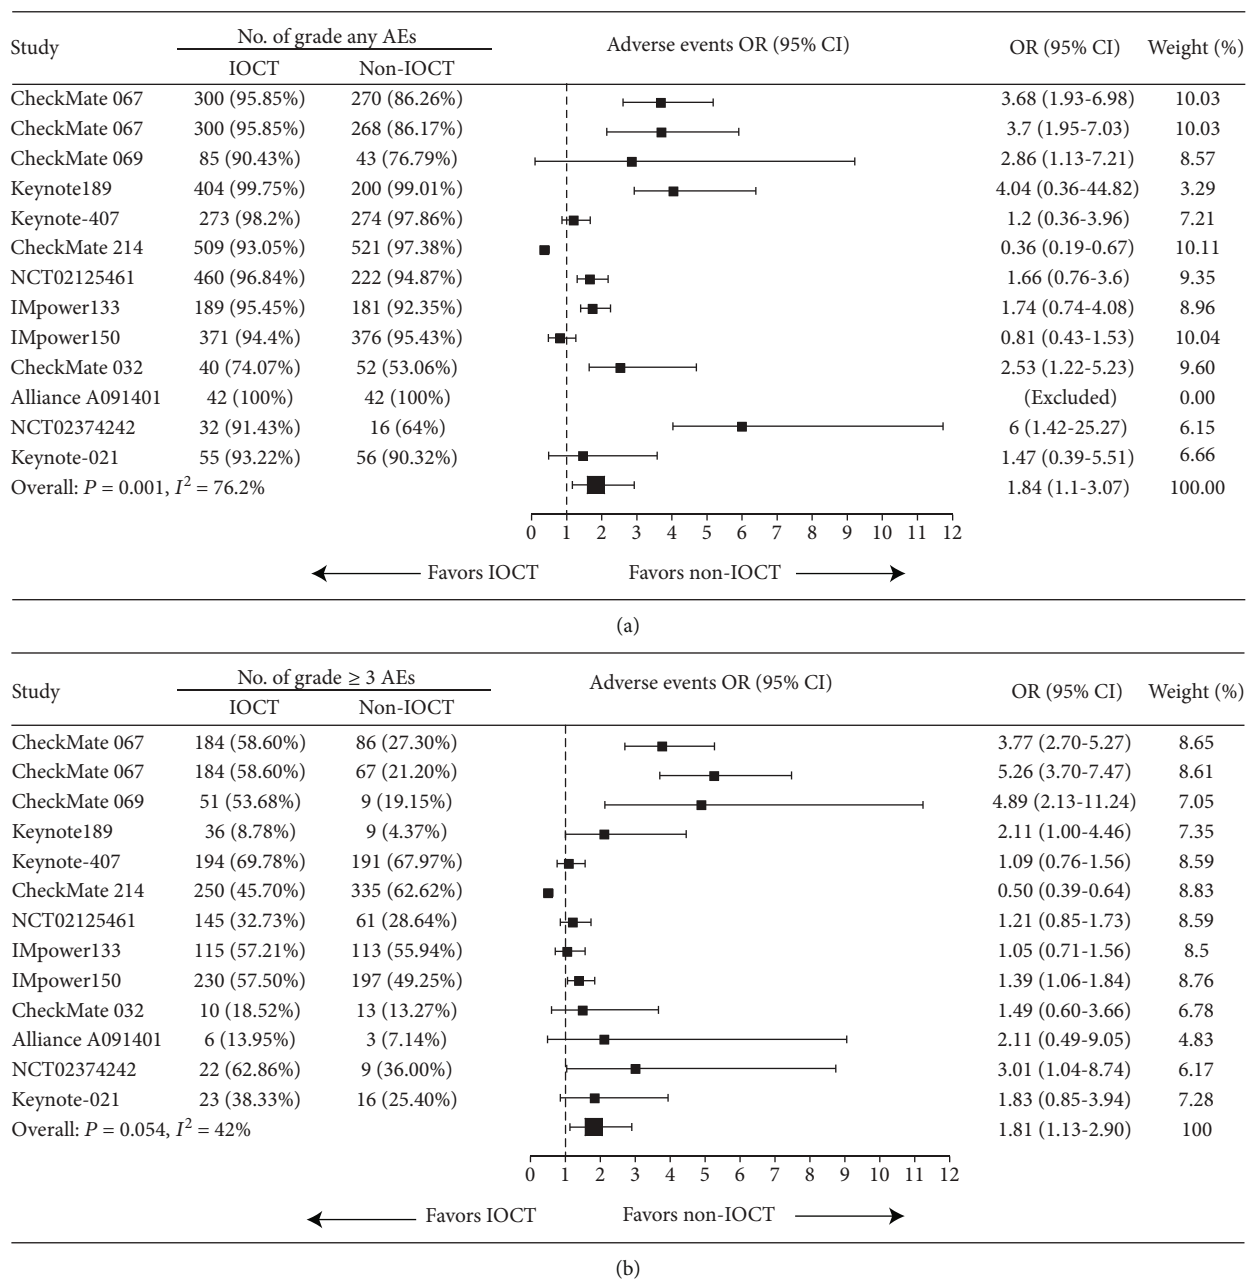 Study No. of grade any AEs Adverse events OR (95% CI) OR (95% CI) Weight (%)
IOCT Non-IOCT
CheckMate 067 300 (95.85%) 270 (86.26%) 3.68 (1.93-6.98) 10.03
CheckMate 067 300 (95.85%) 268 (86.17%) 3.7 (1.95-7.03) 10.03
CheckMate 069 85 (90.43%) 43 (76.79%) 2.86 (1.13-7.21) 8.57
Keynote189 404 (99.75%) 200 (99.01%) 4.04 (0.36-44.82) 3.29
Keynote-407 273 (98.2%) 274 (97.86%) 1.2 (0.36-3.96) 7.21
CheckMate 214 509 (93.05%) 521 (97.38%) 0.36 (0.19-0.67) 10.11
NCT02125461 460 (96.84%) 222 (94.87%) 1.66 (0.76-3.6) 9.35
IMpower133 189 (95.45%) 181 (92.35%) 1.74 (0.74-4.08) 8.96
IMpower150 371 (94.4%) 376 (95.43%) 0.81 (0.43-1.53) 10.04
CheckMate 032 40 (74.07%) 52 (53.06%) 2.53 (1.22-5.23) 9.60
Alliance A091401 42 (100%) 42 (100%) (Excluded) 0.00
NCT02374242 32 (91.43%) 16 (64%) 6 (1.42-25.27) 6.15
Keynote-021 55 (93.22%) 56 (90.32%) 1.47 (0.39-5.51) 6.66
Overall: P = 0.001, I² = 76.2% 1.84 (1.1-3.07) 100.00
0 1 2 3 4 5 6 7 8 9 10 11 12
Favors IOCT Favors non-IOCT
(a)
Study No. of grade ≥ 3 AEs Adverse events OR (95% CI) OR (95% CI) Weight (%)
IOCT Non-IOCT
CheckMate 067 184 (58.60%) 86 (27.30%) 3.77 (2.70-5.27) 8.65
CheckMate 067 184 (58.60%) 67 (21.20%) 5.26 (3.70-7.47) 8.61
CheckMate 069 51 (53.68%) 9 (19.15%) 4.89 (2.13-11.24) 7.05
Keynote189 36 (8.78%) 9 (4.37%) 2.11 (1.00-4.46) 7.35
Keynote-407 194 (69.78%) 191 (67.97%) 1.09 (0.76-1.56) 8.59
CheckMate 214 250 (45.70%) 335 (62.62%) 0.50 (0.39-0.64) 8.83
NCT02125461 145 (32.73%) 61 (28.64%) 1.21 (0.85-1.73) 8.59
IMpower133 115 (57.21%) 113 (55.94%) 1.05 (0.71-1.56) 8.5
IMpower150 230 (57.50%) 197 (49.25%) 1.39 (1.06-1.84) 8.76
CheckMate 032 10 (18.52%) 13 (13.27%) 1.49 (0.60-3.66) 6.78
Alliance A091401 6 (13.95%) 3 (7.14%) 2.11 (0.49-9.05) 4.83
NCT02374242 22 (62.86%) 9 (36.00%) 3.01 (1.04-8.74) 6.17
Keynote-021 23 (38.33%) 16 (25.40%) 1.83 (0.85-3.94) 7.28
Overall: P = 0.054, I² = 42% 1.81 (1.13-2.90) 100
0 1 2 3 4 5 6 7 8 9 10 11 12
Favors IOCT Favors non-IOCT
(b)